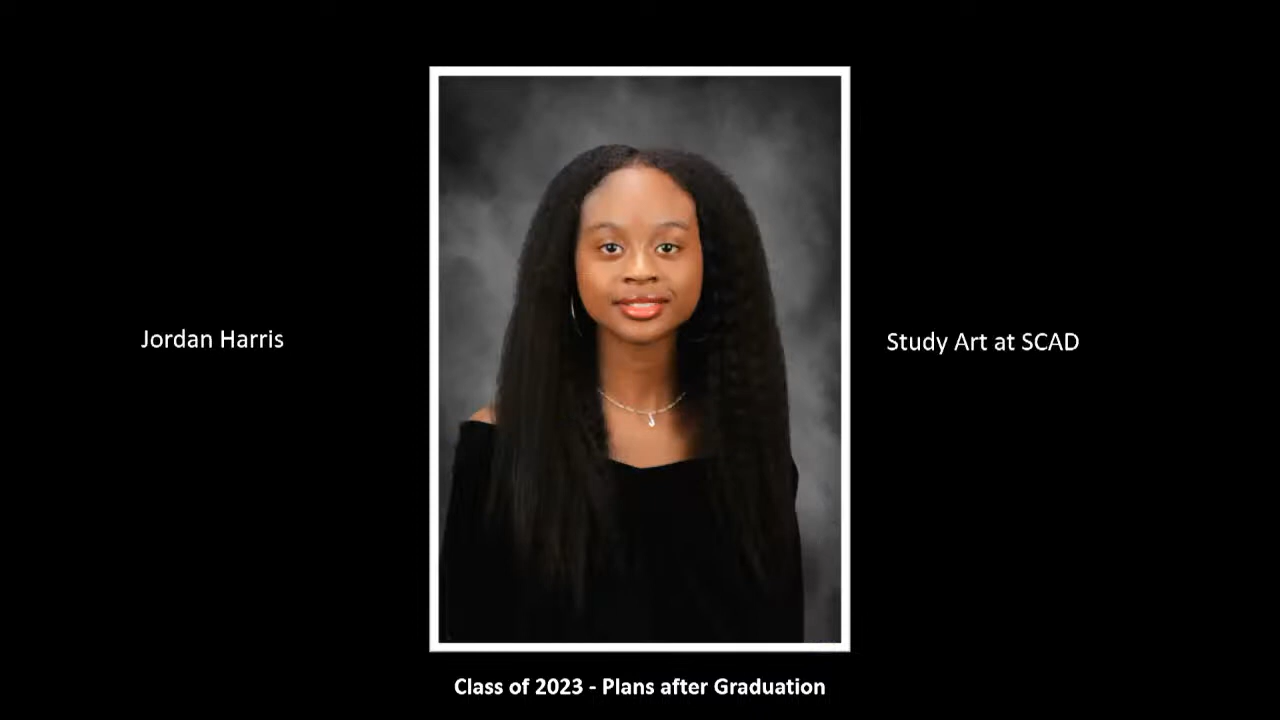 Jordan Harris
Study Art at SCAD
Class of 2023 - Plans after Graduation